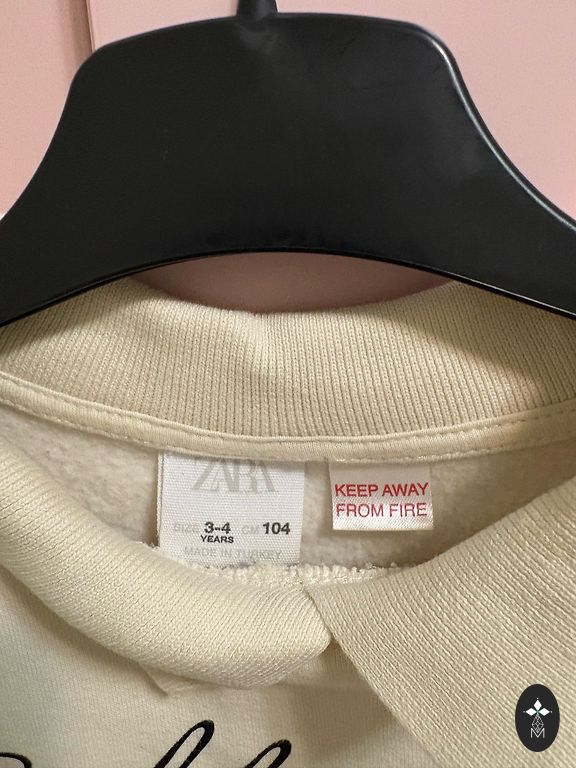 ZARA
SIZE 3-4 CM 104
YEARS
MADE IN TURKEY
KEEP AWAY
FROM FIRE